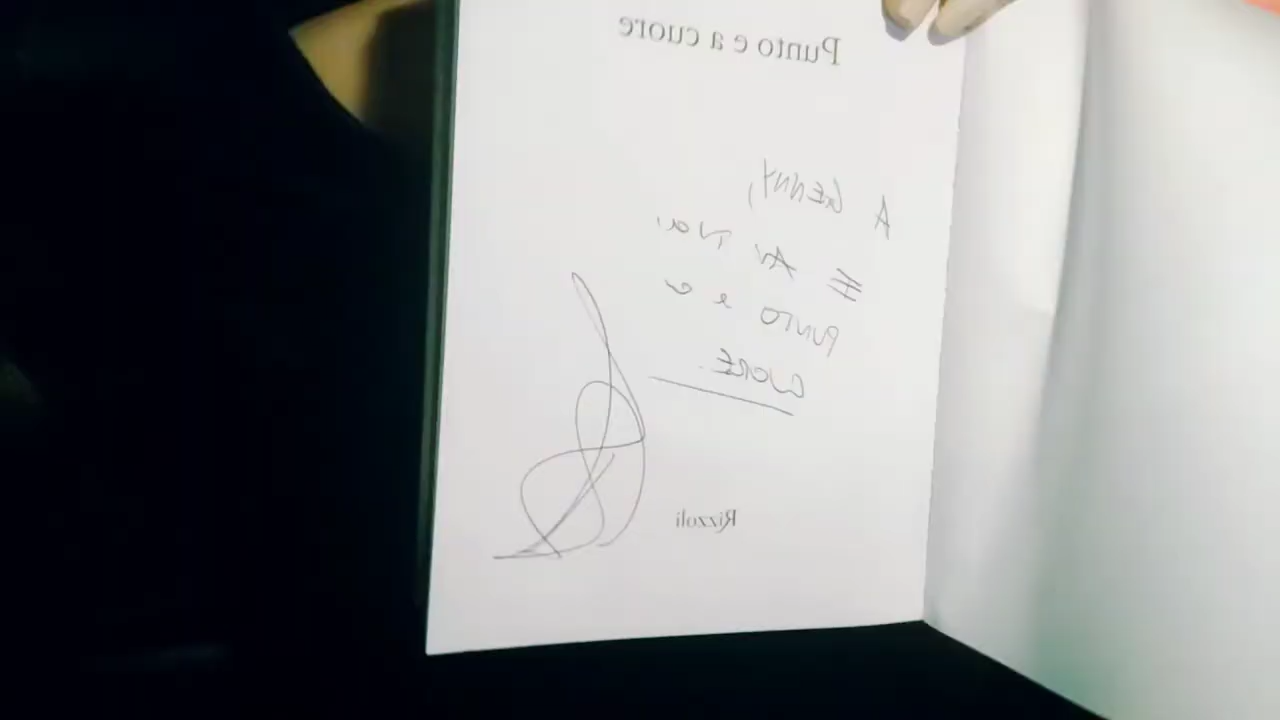 Punto e a cuore
A GENNY,
E AI TUOI
PUNTO e a
CUORE.
Rizzoli